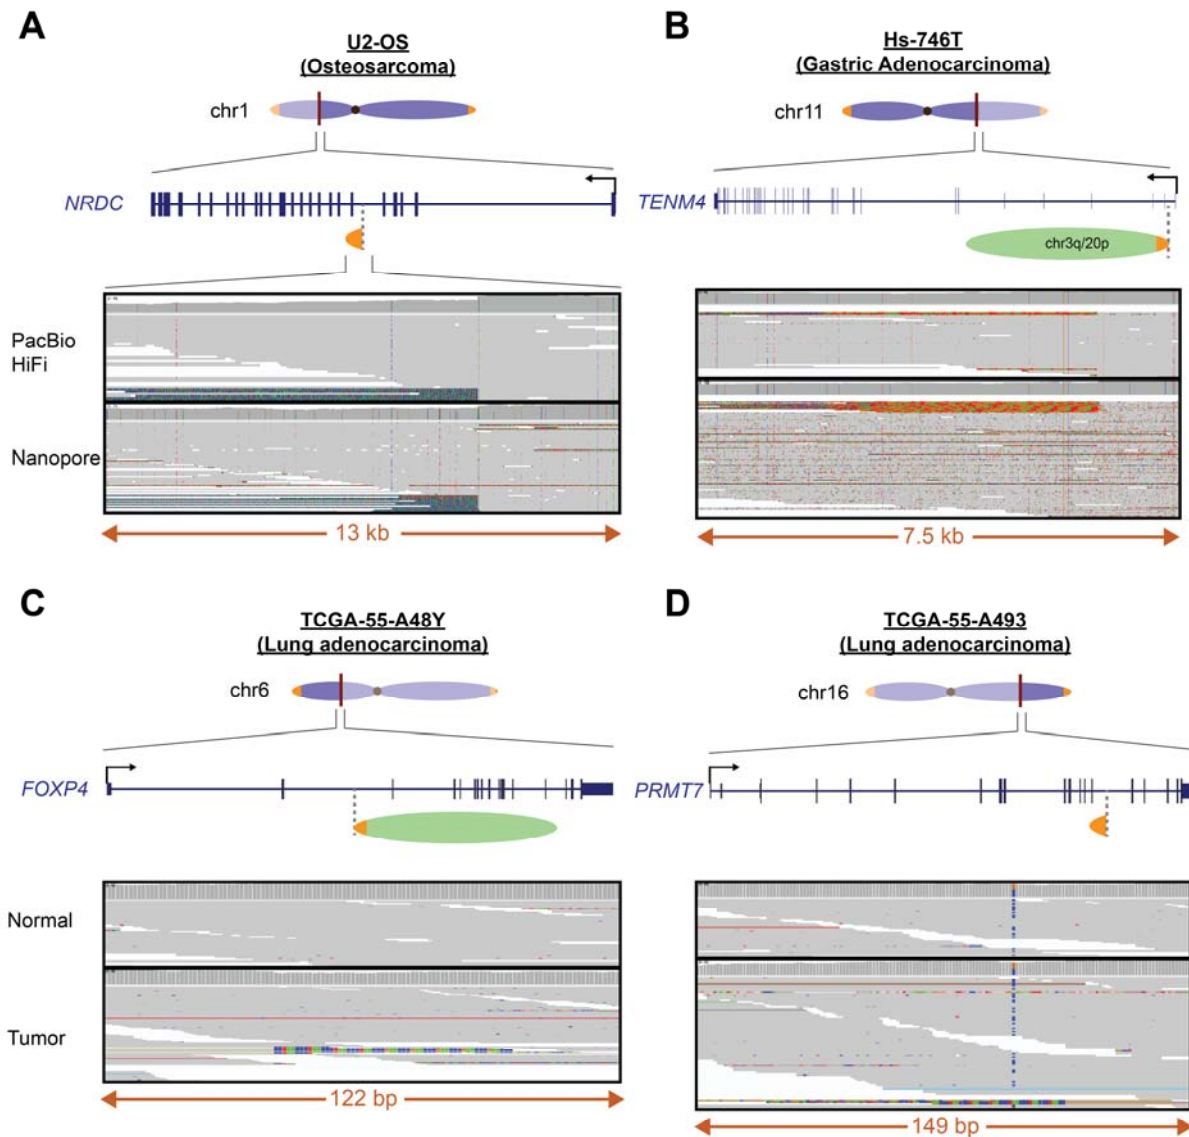 A
U2-OS
(Osteosarcoma)
chr1
NRDC
PacBio
HiFi
Nanopore
13 kb
B
Hs-746T
(Gastric Adenocarcinoma)
chr11
TENM4
chr3q/20p
7.5 kb
C
TCGA-55-A48Y
(Lung adenocarcinoma)
chr6
FOXP4
Normal
Tumor
122 bp
D
TCGA-55-A493
(Lung adenocarcinoma)
chr16
PRMT7
149 bp